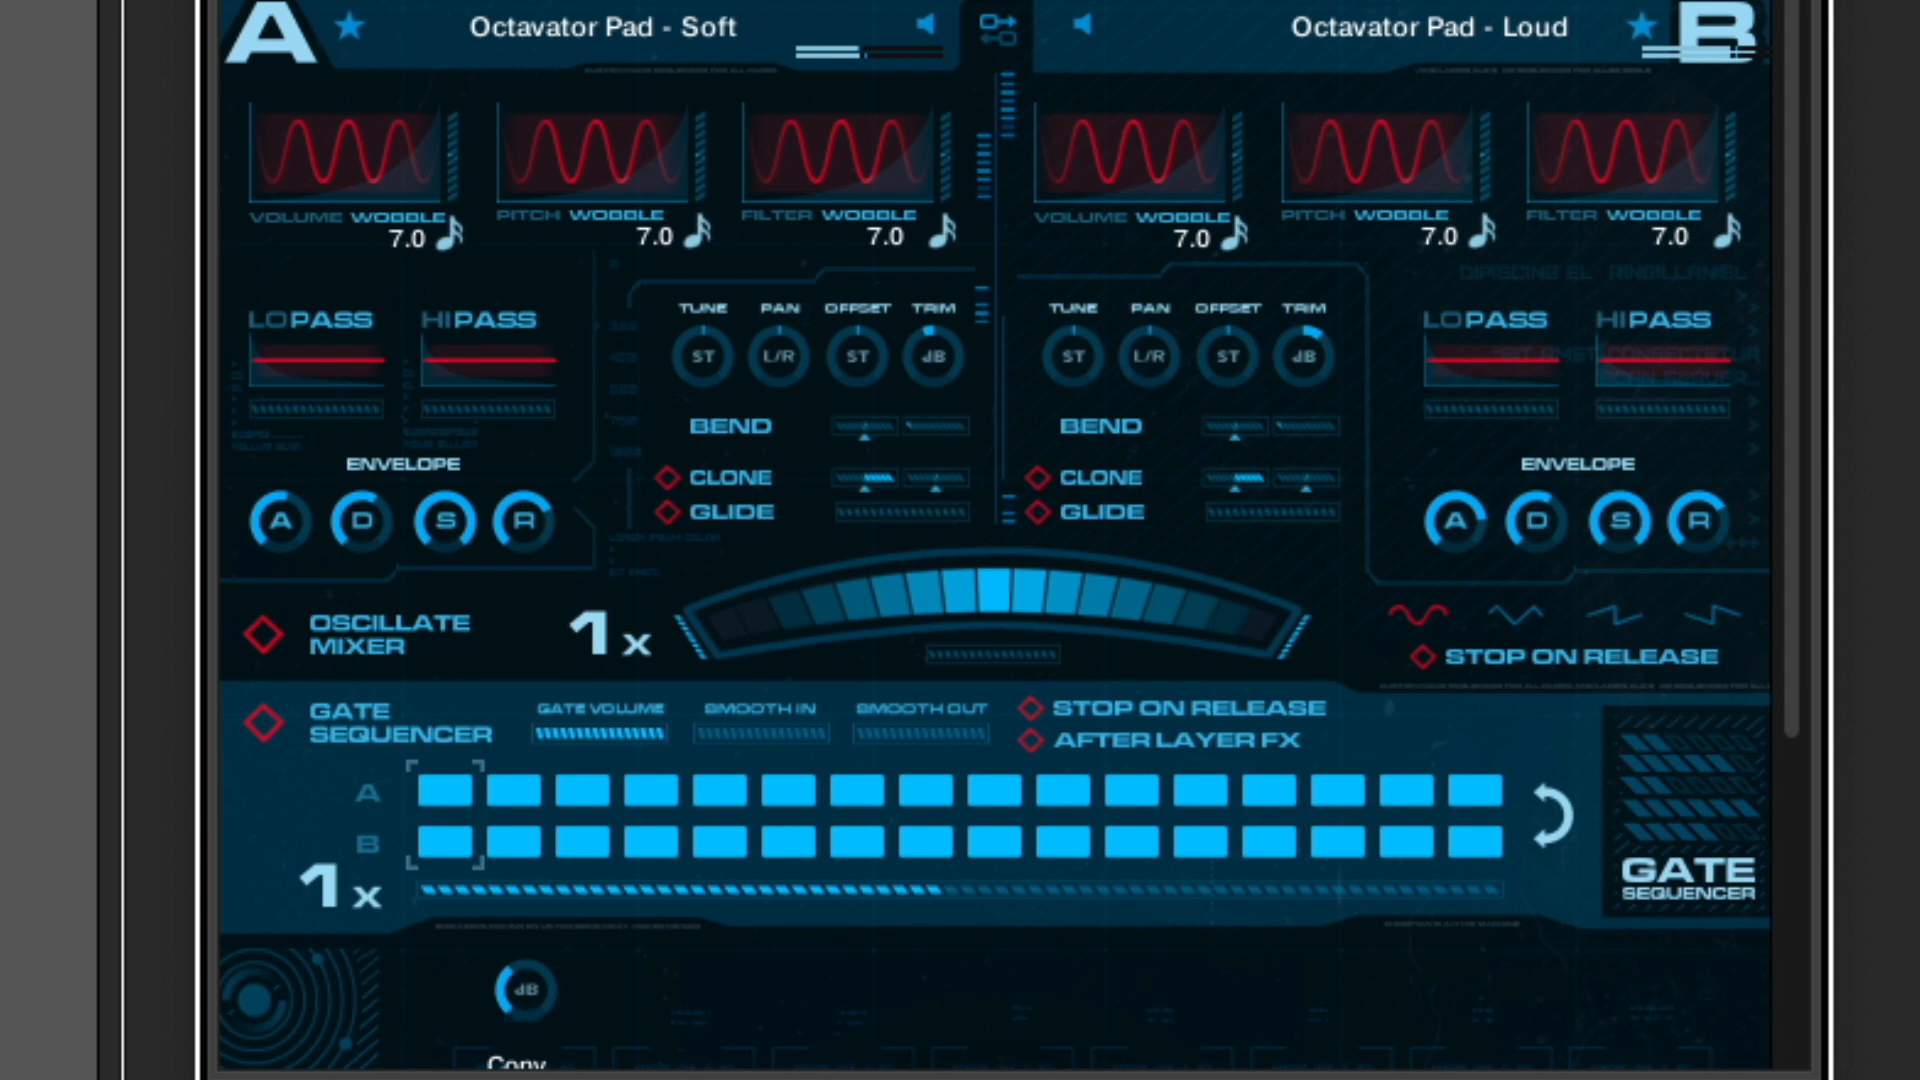 A Octavator Pad - Soft Octavator Pad - Loud B
VOLUME WOBBLE PITCH WOBBLE FILTER WOBBLE VOLUME WOBBLE PITCH WOBBLE FILTER WOBBLE
7.0 7.0 7.0 7.0 7.0 7.0
TUNE PAN OFFSET TRIM TUNE PAN OFFSET TRIM
LOPASS HIPASS LOPASS HIPASS
ST L/R ST dB ST L/R ST dB
BEND BEND
ENVELOPE ENVELOPE
CLONE CLONE
GLIDE GLIDE
A D S R A D S R
OSCILLATE
MIXER
1x
STOP ON RELEASE
GATE
SEQUENCER
GATE VOLUME SMOOTH IN SMOOTH OUT STOP ON RELEASE
AFTER LAYER FX
A
B
1x
GATE
SEQUENCER
dB
Copy